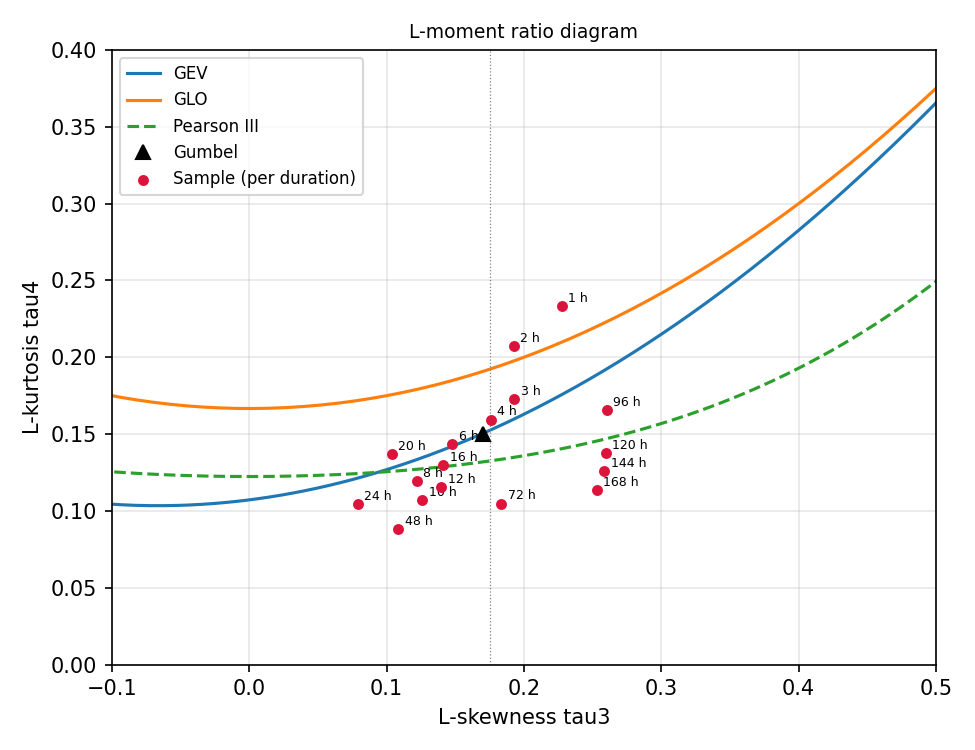 L-moment ratio diagram
GEV
GLO
Pearson III
Gumbel
Sample (per duration)
L-kurtosis tau4
0.40
0.35
0.30
0.25
0.20
0.15
0.10
0.05
0.00
1 h
2 h
3 h
4 h
96 h
6 h
20 h
120 h
16 h
144 h
8 h
12 h
168 h
10 h
72 h
24 h
48 h
−0.1
0.0
0.1
0.2
0.3
0.4
0.5
L-skewness tau3